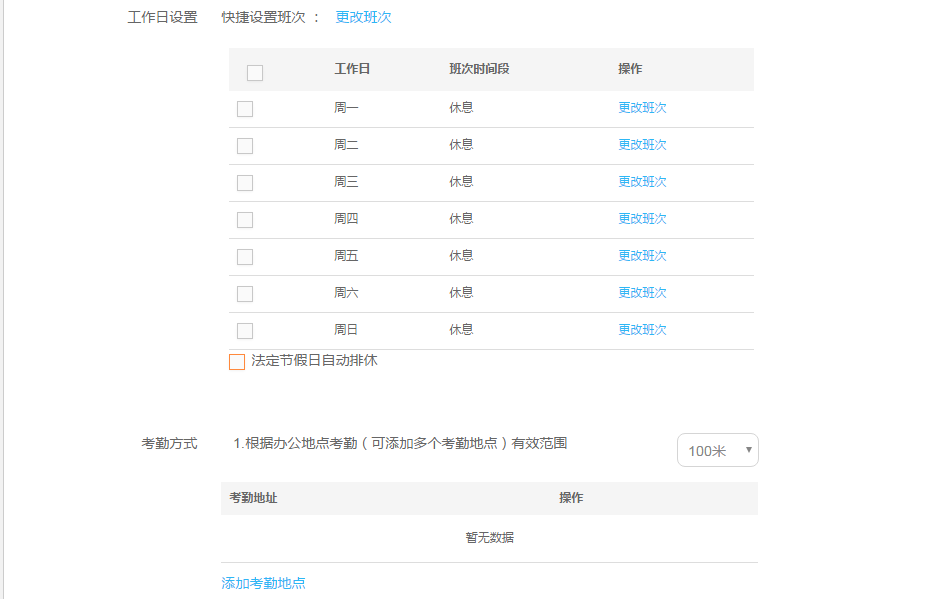 工作日设置 快捷设置班次 ： 更改班次
工作日 班次时间段 操作
周一 休息 更改班次
周二 休息 更改班次
周三 休息 更改班次
周四 休息 更改班次
周五 休息 更改班次
周六 休息 更改班次
周日 休息 更改班次
法定节假日自动排休
考勤方式 1.根据办公地点考勤（可添加多个考勤地点）有效范围 100米
考勤地址 操作
暂无数据
添加考勤地点